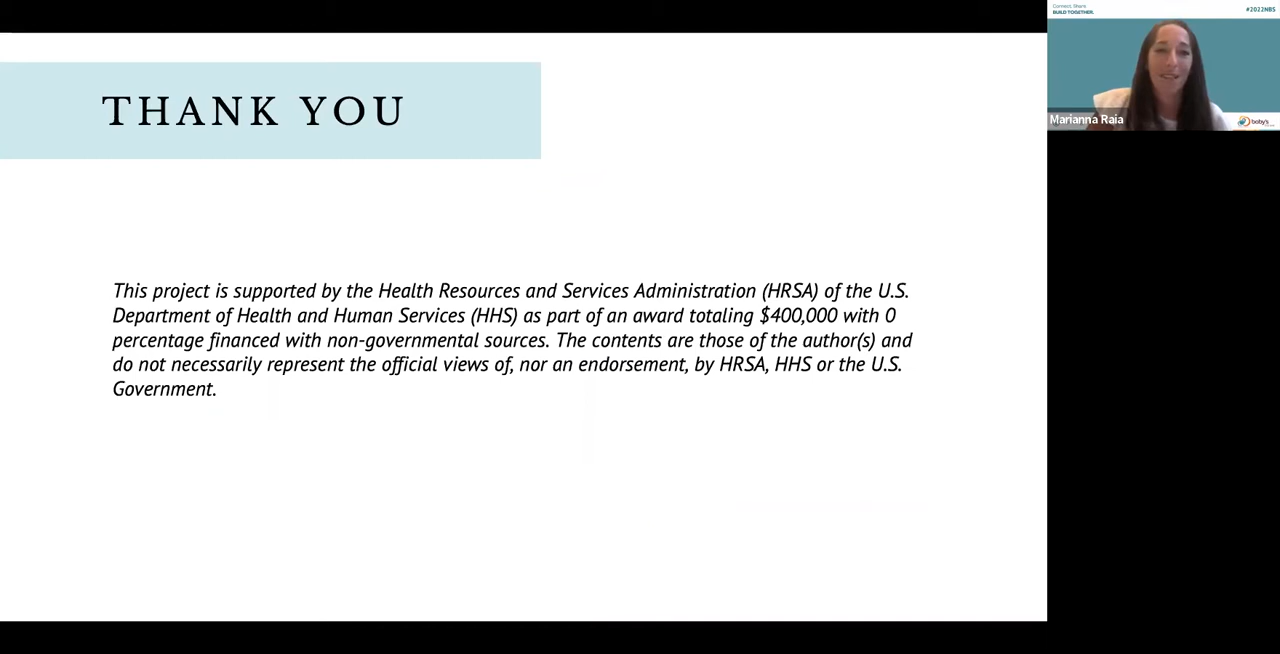 THANK YOU
This project is supported by the Health Resources and Services Administration (HRSA) of the U.S.
Department of Health and Human Services (HHS) as part of an award totaling $400,000 with 0
percentage financed with non-governmental sources. The contents are those of the author(s) and
do not necessarily represent the official views of, nor an endorsement, by HRSA, HHS or the U.S.
Government.
Connect. Share.
BUILD TOGETHER.
#2022NBS
Marianna Raia
baby's